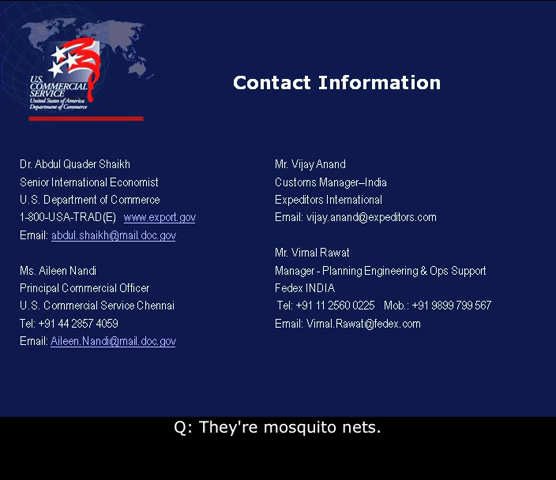 U.S.
COMMERCIAL
SERVICE
United States of America
Department of Commerce
Contact Information
Dr. Abdul Quader Shaikh
Senior International Economist
U.S. Department of Commerce
1-800-USA-TRAD(E) www.export.gov
Email: abdul.shaikh@mail.doc.gov
Ms. Aileen Nandi
Principal Commercial Officer
U.S. Commercial Service Chennai
Tel: +91 44 2857 4059
Email: Aileen.Nandi@mail.doc.gov
Mr. Vijay Anand
Customs Manager–India
Expeditors International
Email: vijay.anand@expeditors.com
Mr. Vimal Rawat
Manager - Planning Engineering & Ops Support
Fedex INDIA
Tel: +91 11 2560 0225 Mob.: +91 9899 799 567
Email: Vimal.Rawat@fedex.com
Q: They're mosquito nets.